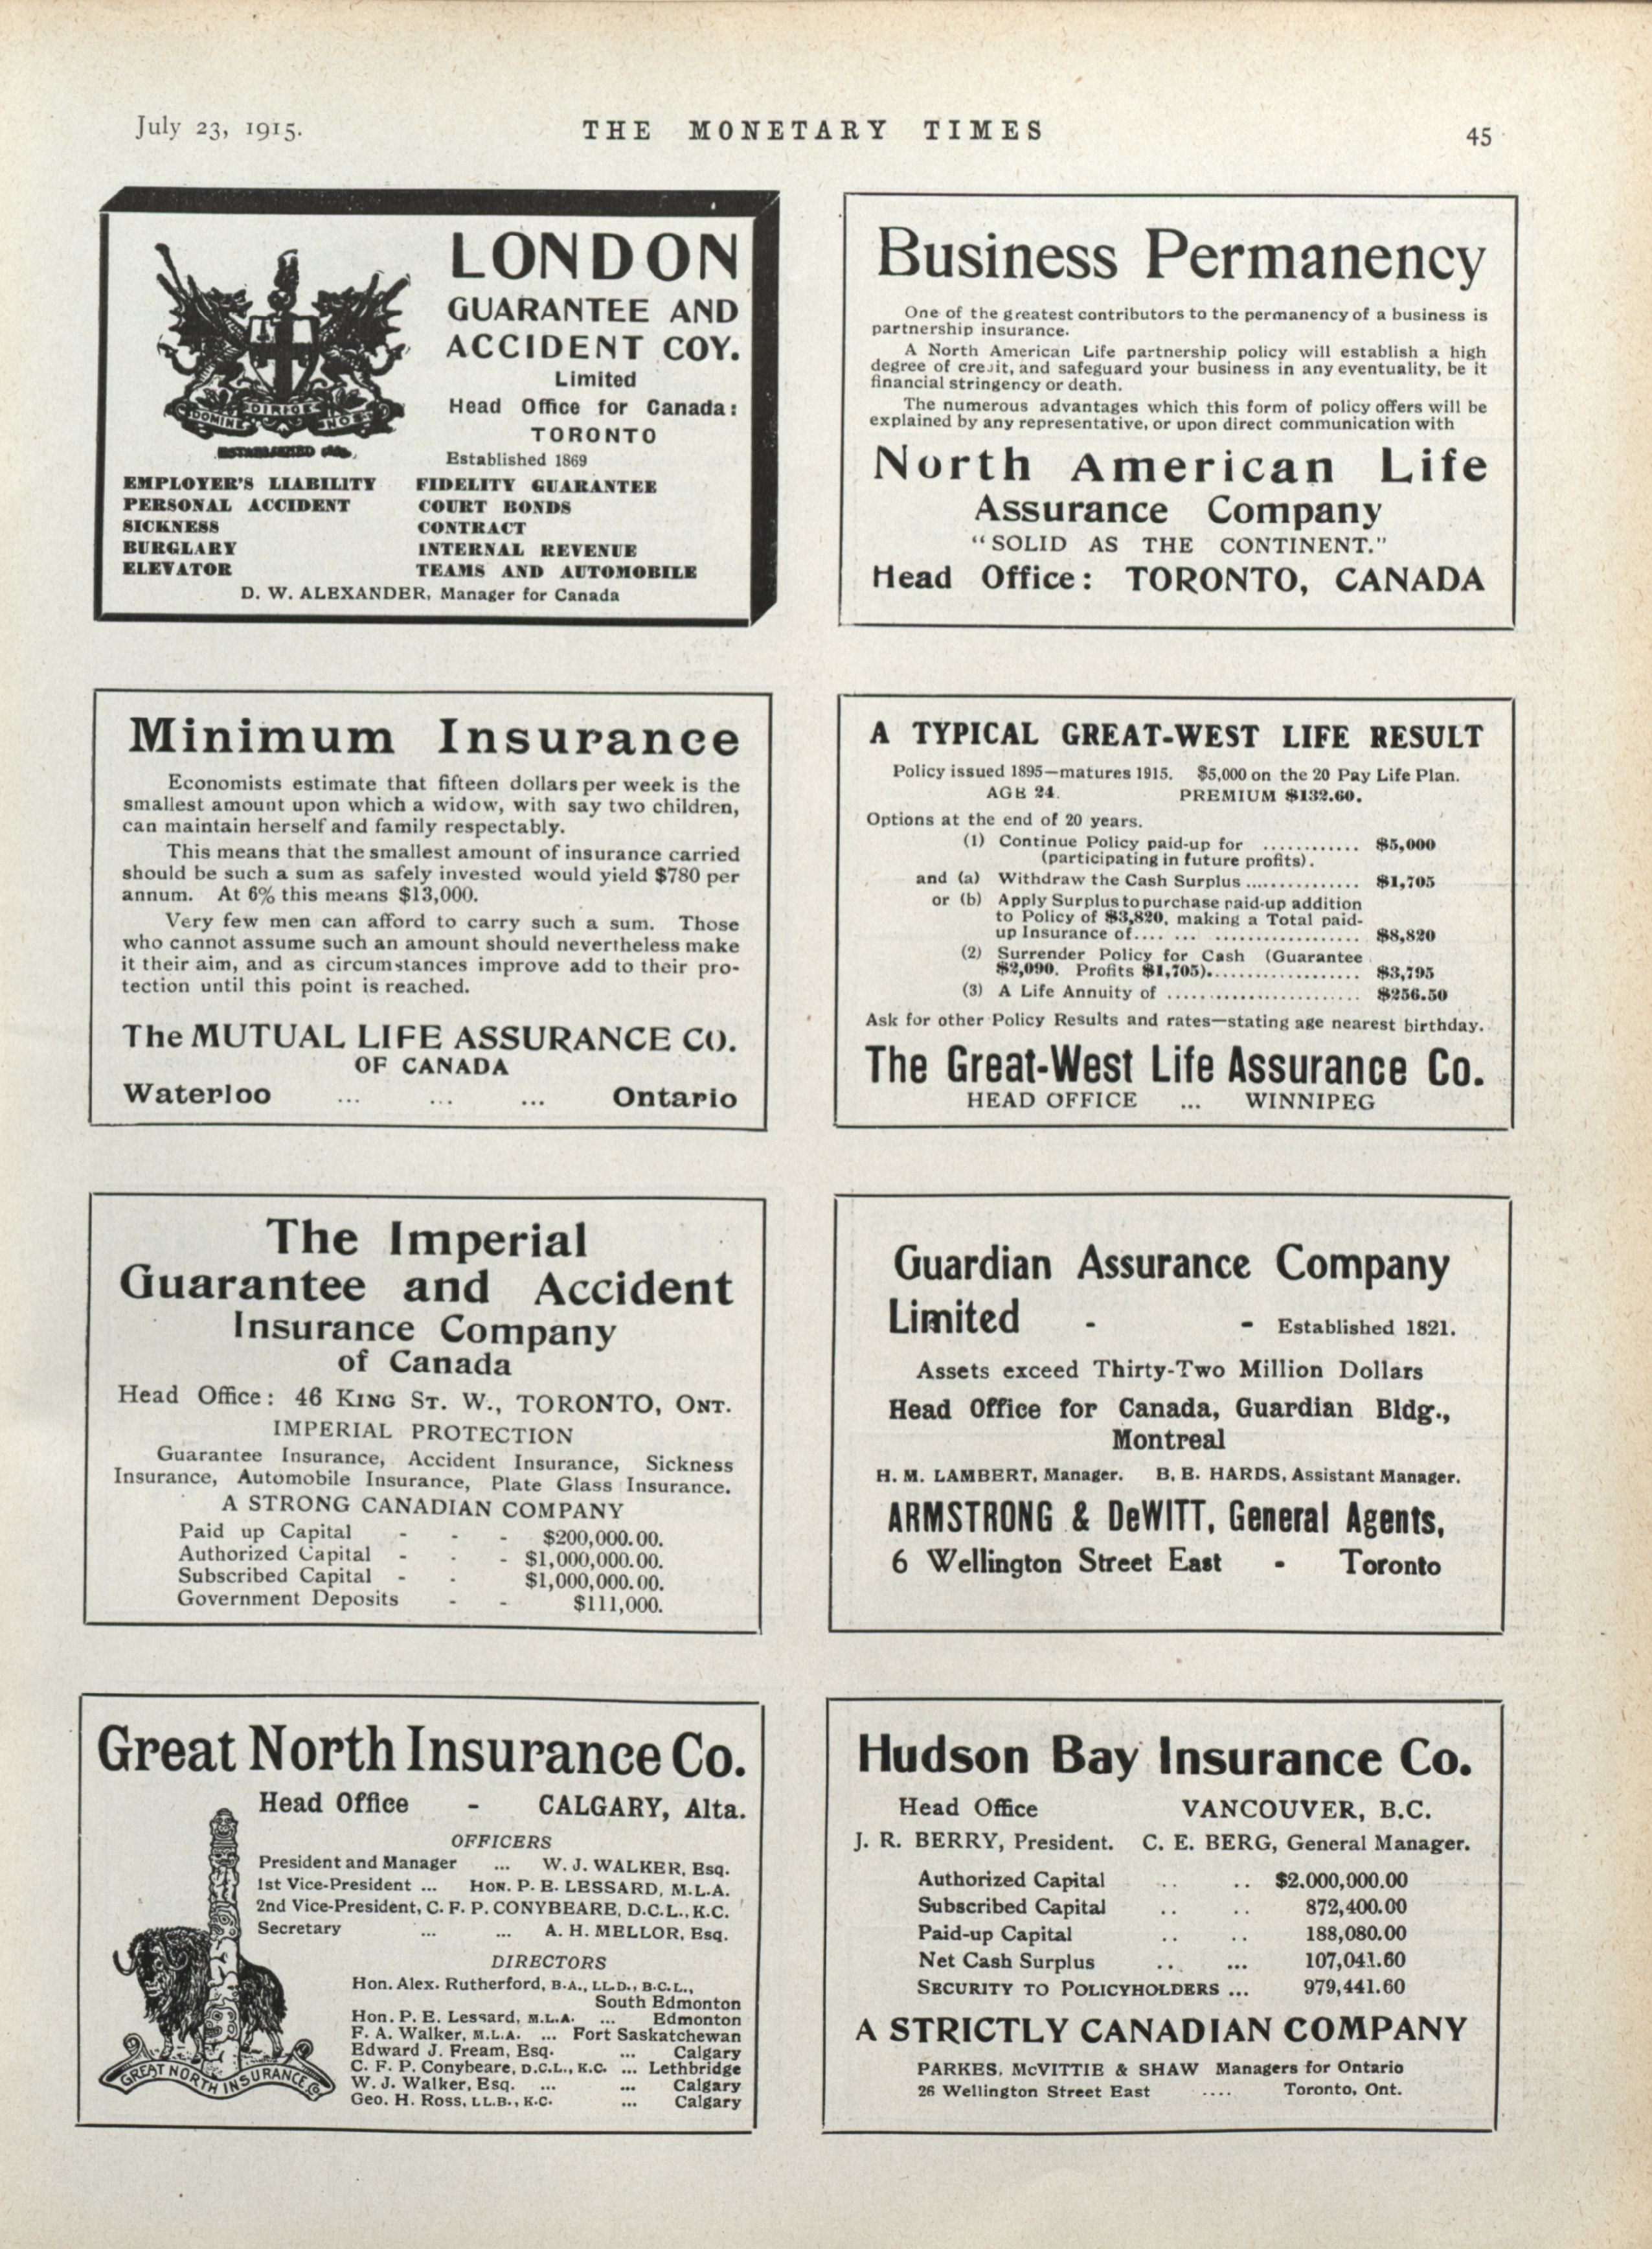 July 23, 1915.
THE MONETARY TIMES
45
LONDON
GUARANTEE AND
ACCIDENT COY.
Limited
Head Office for Canada:
TORONTO
Established 1869
DOMINE DIRIGE NOS
EMPLOYER'S LIABILITY
PERSONAL ACCIDENT
SICKNESS
BURGLARY
ELEVATOR
FIDELITY GUARANTEE
COURT BONDS
CONTRACT
INTERNAL REVENUE
TEAMS AND AUTOMOBILE
D. W. ALEXANDER, Manager for Canada
Business Permanency
One of the greatest contributors to the permanency of a business is
partnership insurance.
A North American Life partnership policy will establish a high
degree of credit, and safeguard your business in any eventuality, be it
financial stringency or death.
The numerous advantages which this form of policy offers will be
explained by any representative, or upon direct communication with
North American Life
Assurance Company
"SOLID AS THE CONTINENT."
Head Office: TORONTO, CANADA
Minimum Insurance
Economists estimate that fifteen dollars per week is the
smallest amount upon which a widow, with say two children,
can maintain herself and family respectably.
This means that the smallest amount of insurance carried
should be such a sum as safely invested would yield $780 per
annum. At 6% this means $13,000.
Very few men can afford to carry such a sum. Those
who cannot assume such an amount should nevertheless make
it their aim, and as circumstances improve add to their pro-
tection until this point is reached.
The MUTUAL LIFE ASSURANCE CO.
OF CANADA
Waterloo ... ... ... Ontario
A TYPICAL GREAT-WEST LIFE RESULT
Policy issued 1895—matures 1915. $5,000 on the 20 Pay Life Plan.
AGE 24. PREMIUM $132.60.
Options at the end of 20 years.
(1) Continue Policy paid-up for ............ $5,000
(participating in future profits).
and (a) Withdraw the Cash Surplus ............... $1,705
or (b) Apply Surplus to purchase paid-up addition
to Policy of $3,820, making a Total paid-
up Insurance of.... ... .................. $8,820
(2) Surrender Policy for Cash (Guarantee
$2,090. Profits $1,705).................... $3,795
(3) A Life Annuity of ......................... $256.50
Ask for other Policy Results and rates—stating age nearest birthday.
The Great-West Life Assurance Co.
HEAD OFFICE ... WINNIPEG
The Imperial
Guarantee and Accident
Insurance Company
of Canada
Head Office: 46 KING ST. W., TORONTO, ONT.
IMPERIAL PROTECTION
Guarantee Insurance, Accident Insurance, Sickness
Insurance, Automobile Insurance, Plate Glass Insurance.
A STRONG CANADIAN COMPANY
Paid up Capital - - - $200,000.00.
Authorized Capital - - - $1,000,000.00.
Subscribed Capital - - $1,000,000.00.
Government Deposits - - $111,000.
Guardian Assurance Company
Limited - - Established 1821.
Assets exceed Thirty-Two Million Dollars
Head Office for Canada, Guardian Bldg.,
Montreal
H. M. LAMBERT, Manager. B. E. HARDS, Assistant Manager.
ARMSTRONG & DeWITT, General Agents,
6 Wellington Street East - Toronto
Great North Insurance Co.
Head Office - CALGARY, Alta.
OFFICERS
President and Manager ... W. J. WALKER, Esq.
1st Vice-President ... HON. P. E. LESSARD, M.L.A.
2nd Vice-President, C. F. P. CONYBEARE, D.C.L., K.C.
Secretary ... ... A. H. MELLOR, Esq.
DIRECTORS
Hon. Alex. Rutherford, B.A., LL.D., B.C.L.,
South Edmonton
Hon. P. E. Lessard, M.L.A. ... Edmonton
F. A. Walker, M.L.A. ... Fort Saskatchewan
Edward J. Fream, Esq. ... Calgary
C. F. P. Conybeare, D.C.L., K.C. ... Lethbridge
W. J. Walker, Esq. ... ... Calgary
Geo. H. Ross, LL.B., K.C. ... Calgary
GREAT NORTH INSURANCE Co
Hudson Bay Insurance Co.
Head Office VANCOUVER, B.C.
J. R. BERRY, President. C. E. BERG, General Manager.
Authorized Capital .. .. $2,000,000.00
Subscribed Capital .. .. 872,400.00
Paid-up Capital .. .. 188,080.00
Net Cash Surplus .. ... 107,041.60
SECURITY TO POLICYHOLDERS ... 979,441.60
A STRICTLY CANADIAN COMPANY
PARKES, McVITTIE & SHAW Managers for Ontario
26 Wellington Street East .... Toronto, Ont.